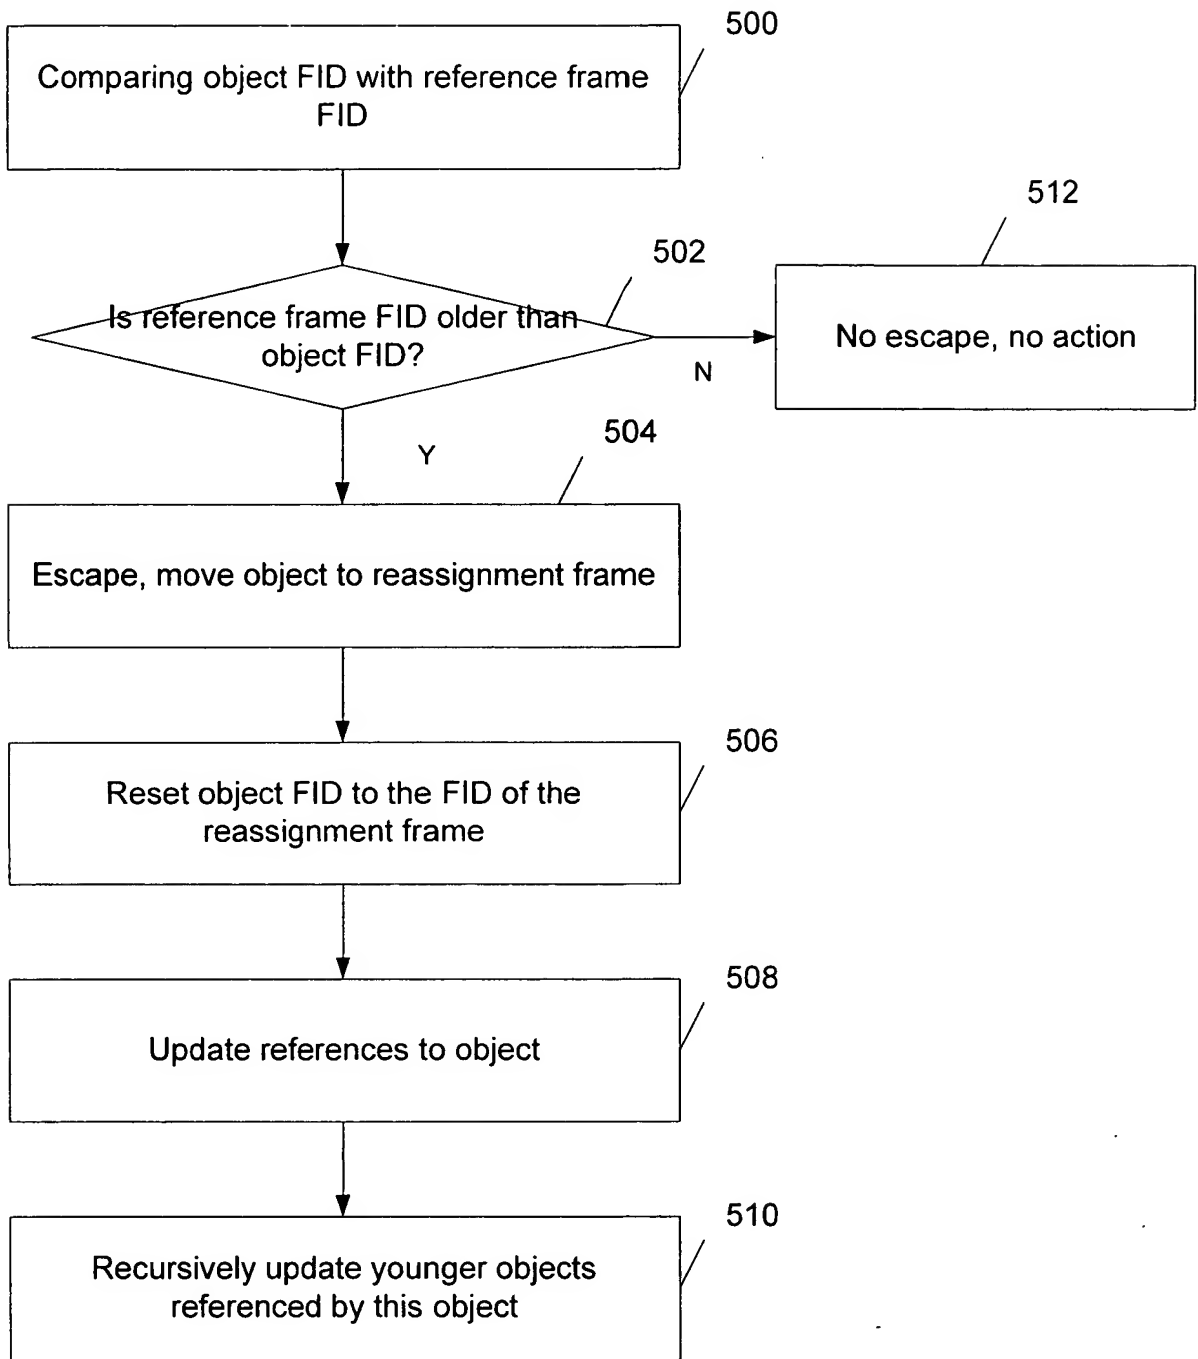 500
Comparing object FID with reference frame
FID
512
502
Is reference frame FID older than
object FID?
No escape, no action
N
Y
504
Escape, move object to reassignment frame
506
Reset object FID to the FID of the
reassignment frame
508
Update references to object
510
Recursively update younger objects
referenced by this object